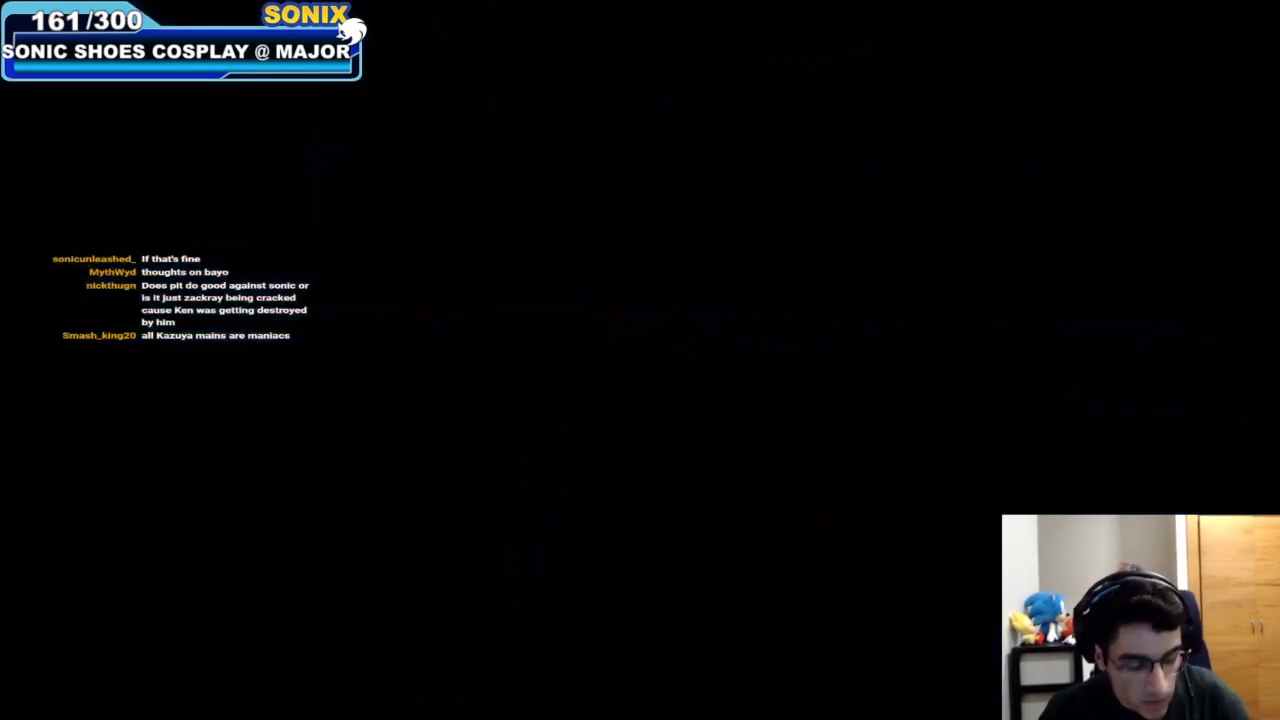 161/300
SONIX
SONIC SHOES COSPLAY @ MAJOR
sonicunleashed_ If that's fine
MythWyd thoughts on bayo
nickthugn Does pit do good against sonic or
is it just zackray being cracked
cause Ken was getting destroyed
by him
Smash_king20 all Kazuya mains are maniacs